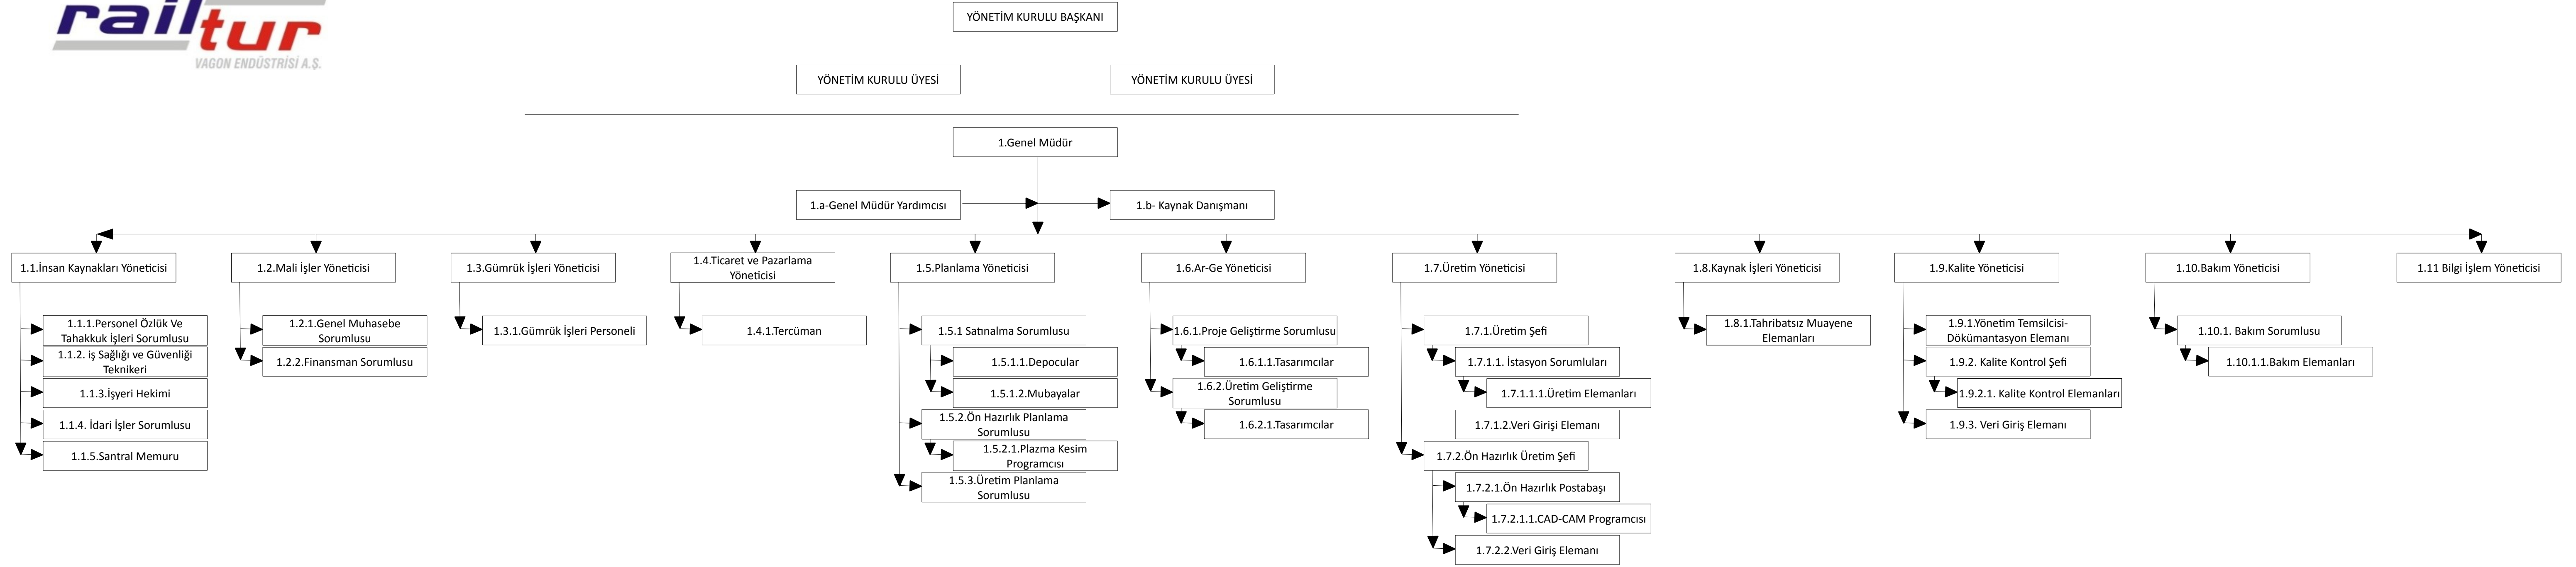 railtur
VAGON ENDÜSTRİSİ A.Ş.
YÖNETİM KURULU BAŞKANI
YÖNETİM KURULU ÜYESİ
YÖNETİM KURULU ÜYESİ
1.Genel Müdür
1.a-Genel Müdür Yardımcısı
1.b- Kaynak Danışmanı
1.1.İnsan Kaynakları Yöneticisi
1.1.1.Personel Özlük Ve
Tahakkuk İşleri Sorumlusu
1.1.2. iş Sağlığı ve Güvenliği
Teknikeri
1.1.3.İşyeri Hekimi
1.1.4. İdari İşler Sorumlusu
1.1.5.Santral Memuru
1.2.Mali İşler Yöneticisi
1.2.1.Genel Muhasebe
Sorumlusu
1.2.2.Finansman Sorumlusu
1.3.Gümrük İşleri Yöneticisi
1.3.1.Gümrük İşleri Personeli
1.4.Ticaret ve Pazarlama
Yöneticisi
1.4.1.Tercüman
1.5.Planlama Yöneticisi
1.5.1 Satınalma Sorumlusu
1.5.1.1.Depocular
1.5.1.2.Mubayalar
1.5.2.Ön Hazırlık Planlama
Sorumlusu
1.5.2.1.Plazma Kesim
Programcısı
1.5.3.Üretim Planlama
Sorumlusu
1.6.Ar-Ge Yöneticisi
1.6.1.Proje Geliştirme Sorumlusu
1.6.1.1.Tasarımcılar
1.6.2.Üretim Geliştirme
Sorumlusu
1.6.2.1.Tasarımcılar
1.7.Üretim Yöneticisi
1.7.1.Üretim Şefi
1.7.1.1. İstasyon Sorumluları
1.7.1.1.1.Üretim Elemanları
1.7.1.2.Veri Girişi Elemanı
1.7.2.Ön Hazırlık Üretim Şefi
1.7.2.1.Ön Hazırlık Postabaşı
1.7.2.1.1.CAD-CAM Programcısı
1.7.2.2.Veri Giriş Elemanı
1.8.Kaynak İşleri Yöneticisi
1.8.1.Tahribatsız Muayene
Elemanları
1.9.Kalite Yöneticisi
1.9.1.Yönetim Temsilcisi-
Dökümantasyon Elemanı
1.9.2. Kalite Kontrol Şefi
1.9.2.1. Kalite Kontrol Elemanları
1.9.3. Veri Giriş Elemanı
1.10.Bakım Yöneticisi
1.10.1. Bakım Sorumlusu
1.10.1.1.Bakım Elemanları
1.11 Bilgi İşlem Yöneticisi